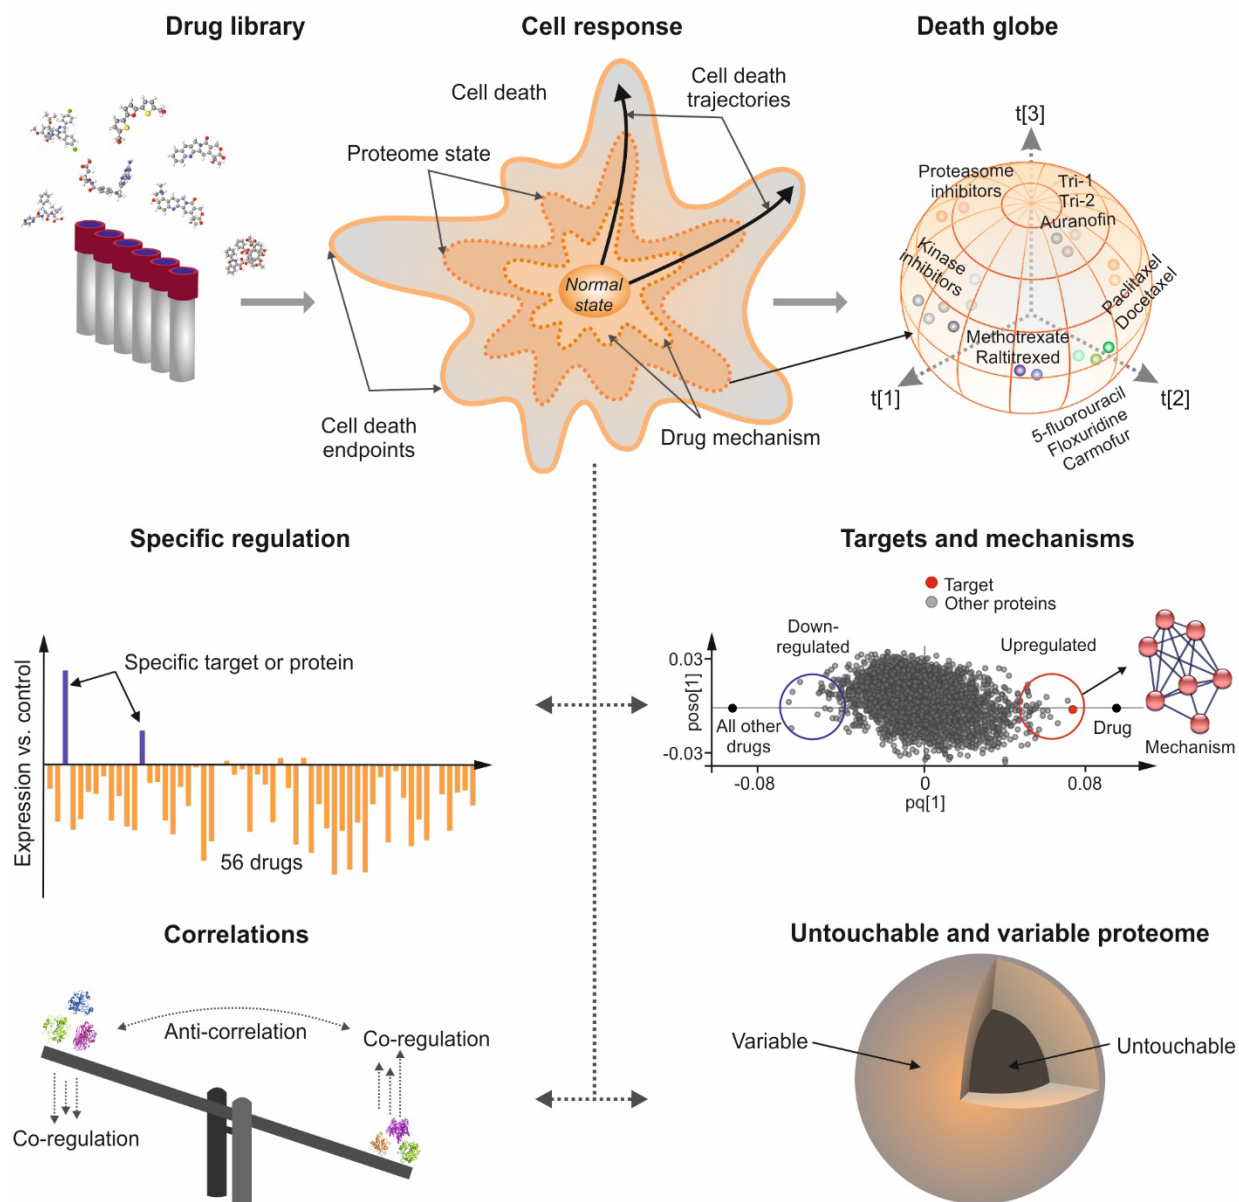 Drug library
Cell response
Death globe
Cell death
Cell death
trajectories
Proteome state
Normal
state
Cell death
endpoints
Drug mechanism
t[3]
Proteasome
inhibitors
Tri-1
Tri-2
Auranofin
Kinase
inhibitors
Paclitaxel
Docetaxel
Methotrexate
Raltitrexed
t[1]
t[2]
5-fluorouracil
Floxuridine
Carmofur
Specific regulation
Expression vs. control
Specific target or protein
56 drugs
Targets and mechanisms
Target
Other proteins
Down-
regulated
Upregulated
0.03
poso[1]
-0.03
All other
drugs
Drug
Mechanism
-0.08
0
0.08
pq[1]
Correlations
Anti-correlation
Co-regulation
Co-regulation
Untouchable and variable proteome
Variable
Untouchable